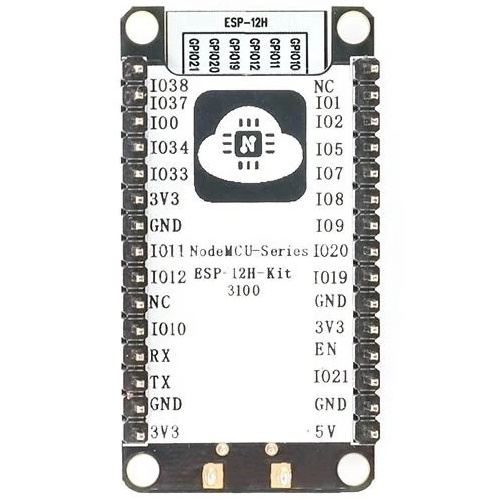 ESP-12H
GPIO21
GPIO20
GPIO19
GPIO12
GPIO11
GPIO10
IO38
IO37
IO0
IO34
IO33
3V3
GND
IO11
IO12
NC
IO10
RX
TX
GND
3V3
N
NodeMCU-Series
ESP-12H-Kit
3100
NC
IO1
IO2
IO5
IO7
IO8
IO9
IO20
IO19
GND
3V3
EN
IO21
GND
5V